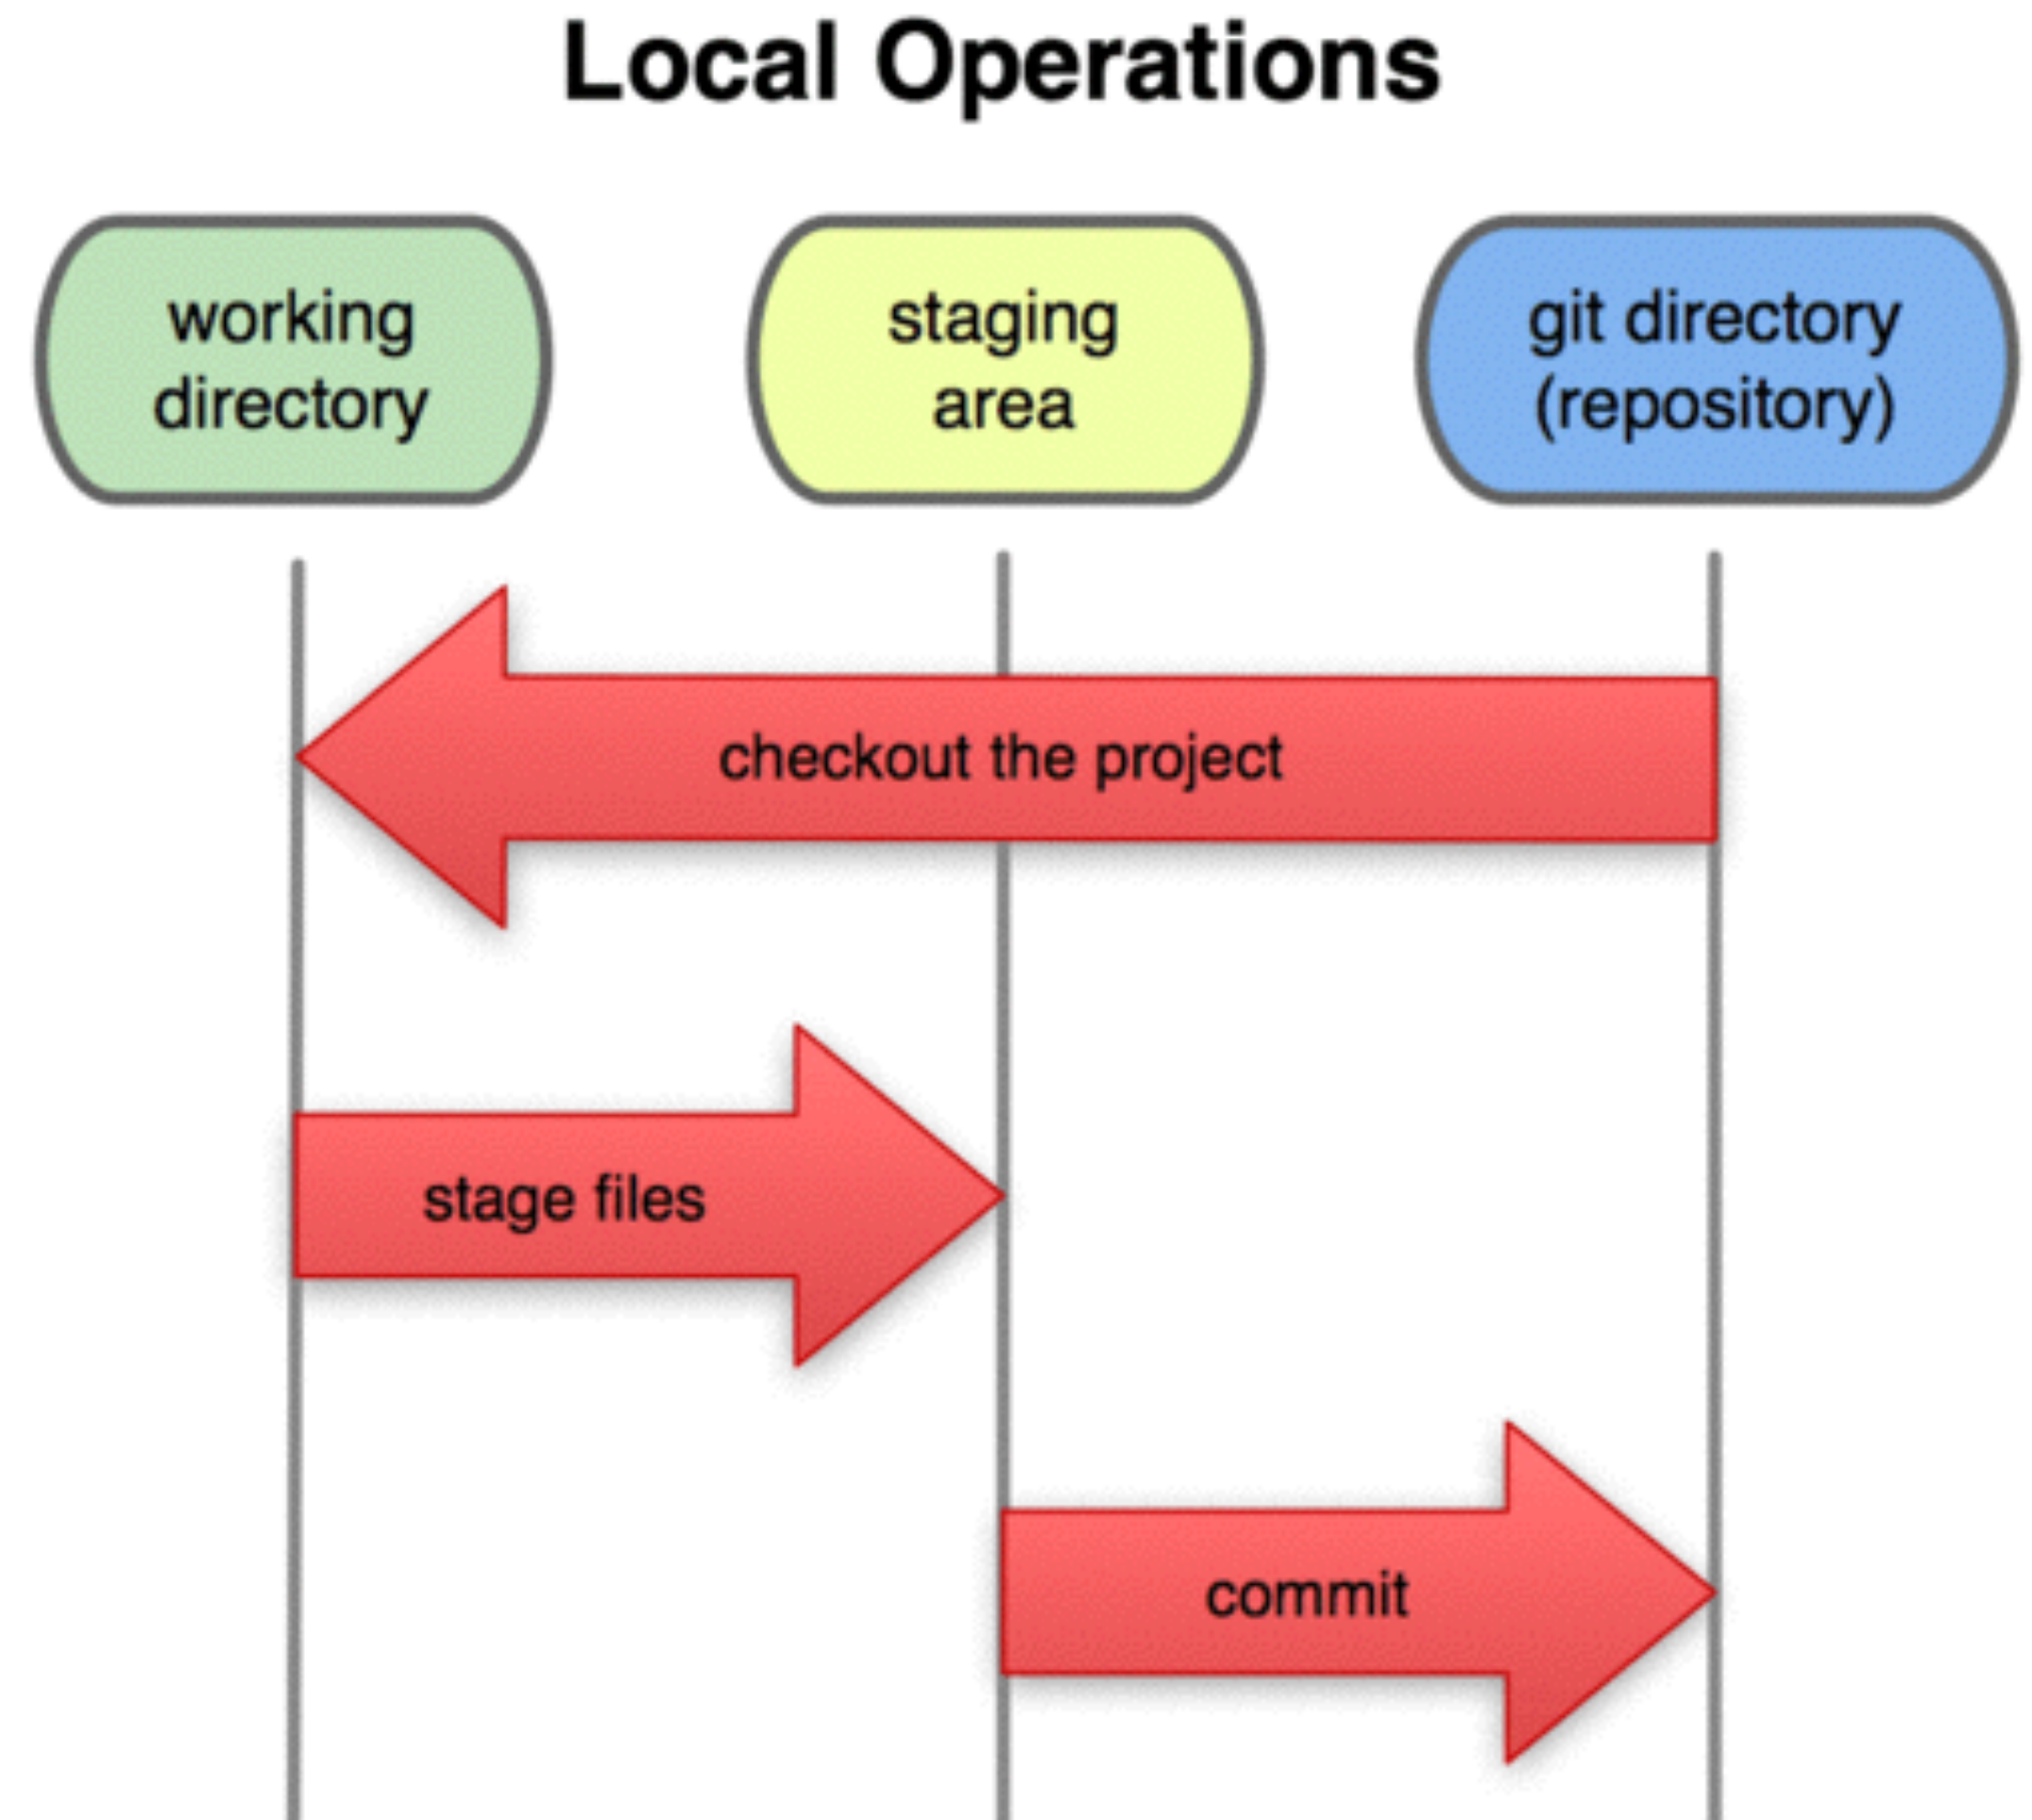 Local Operations
working
directory
staging
area
git directory
(repository)
checkout the project
stage files
commit